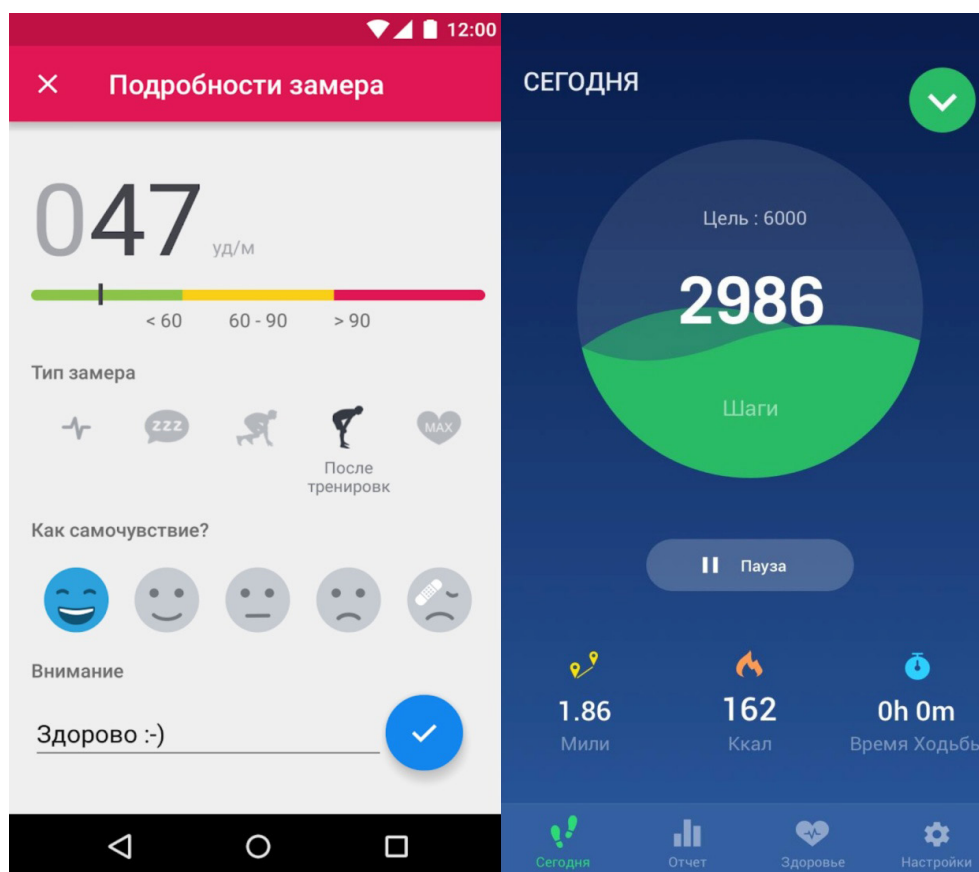 12:00
Подробности замера
047
уд/м
< 60 60 - 90 > 90
Тип замера
ZZZ
MAX
После
тренировк
Как самочувствие?
Внимание
Здорово :-)
СЕГОДНЯ
Цель : 6000
2986
Шаги
Пауза
1.86 162 0h 0m
Мили Ккал Время Ходьбы
Сегодня Отчет Здоровье Настройки